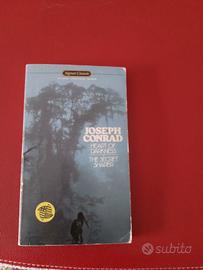 Signet Classic
JOSEPH CONRAD
HEART OF
DARKNESS
THE SECRET
SHARER
subito